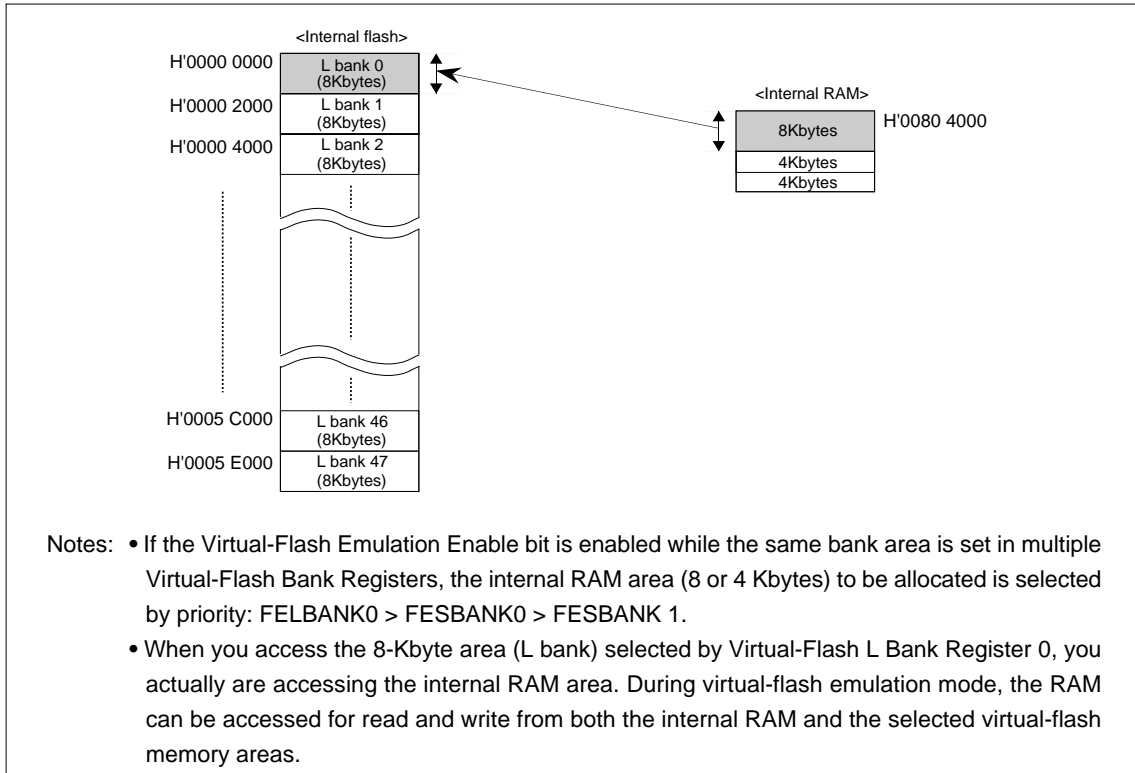 <Internal flash>
H'0000 0000
L bank 0
(8Kbytes)
H'0000 2000
L bank 1
(8Kbytes)
H'0000 4000
L bank 2
(8Kbytes)
<Internal RAM>
8Kbytes
H'0080 4000
4Kbytes
4Kbytes
H'0005 C000
L bank 46
(8Kbytes)
H'0005 E000
L bank 47
(8Kbytes)
Notes: • If the Virtual-Flash Emulation Enable bit is enabled while the same bank area is set in multiple
Virtual-Flash Bank Registers, the internal RAM area (8 or 4 Kbytes) to be allocated is selected
by priority: FELBANK0 > FESBANK0 > FESBANK 1.
• When you access the 8-Kbyte area (L bank) selected by Virtual-Flash L Bank Register 0, you
actually are accessing the internal RAM area. During virtual-flash emulation mode, the RAM
can be accessed for read and write from both the internal RAM and the selected virtual-flash
memory areas.